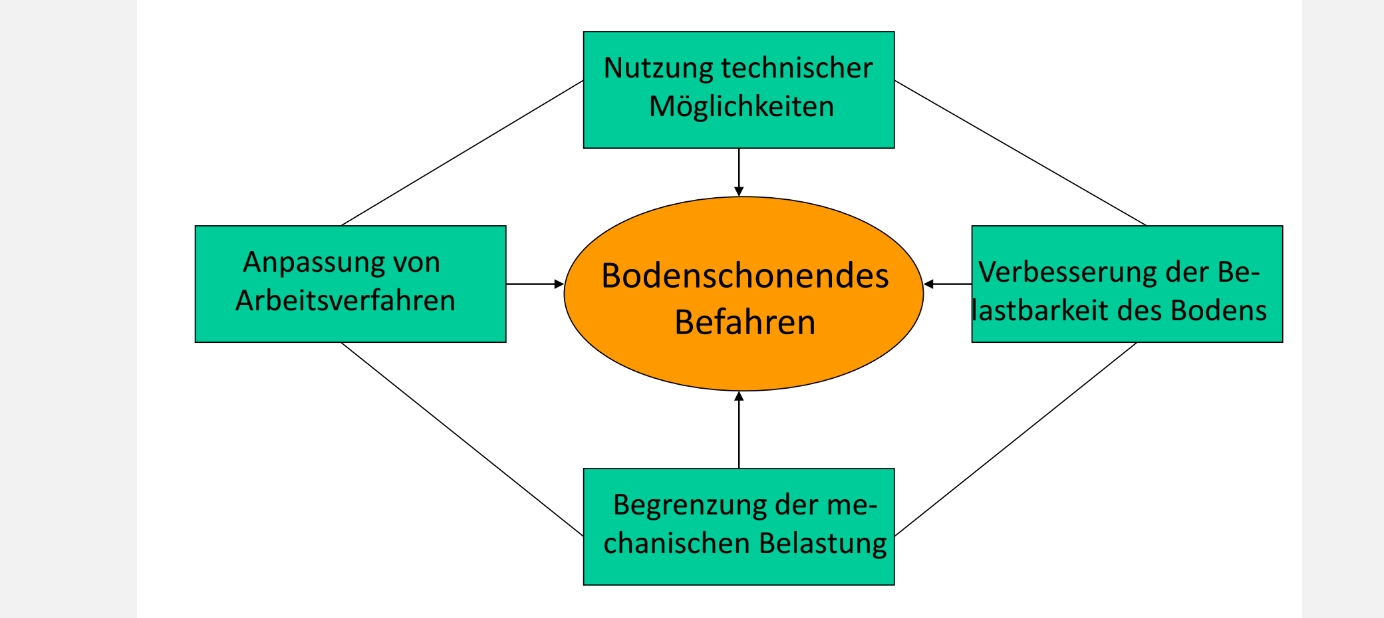 Nutzung technischer
Möglichkeiten
Anpassung von
Arbeitsverfahren
Bodenschonendes
Befahren
Verbesserung der Be-
lastbarkeit des Bodens
Begrenzung der me-
chanischen Belastung